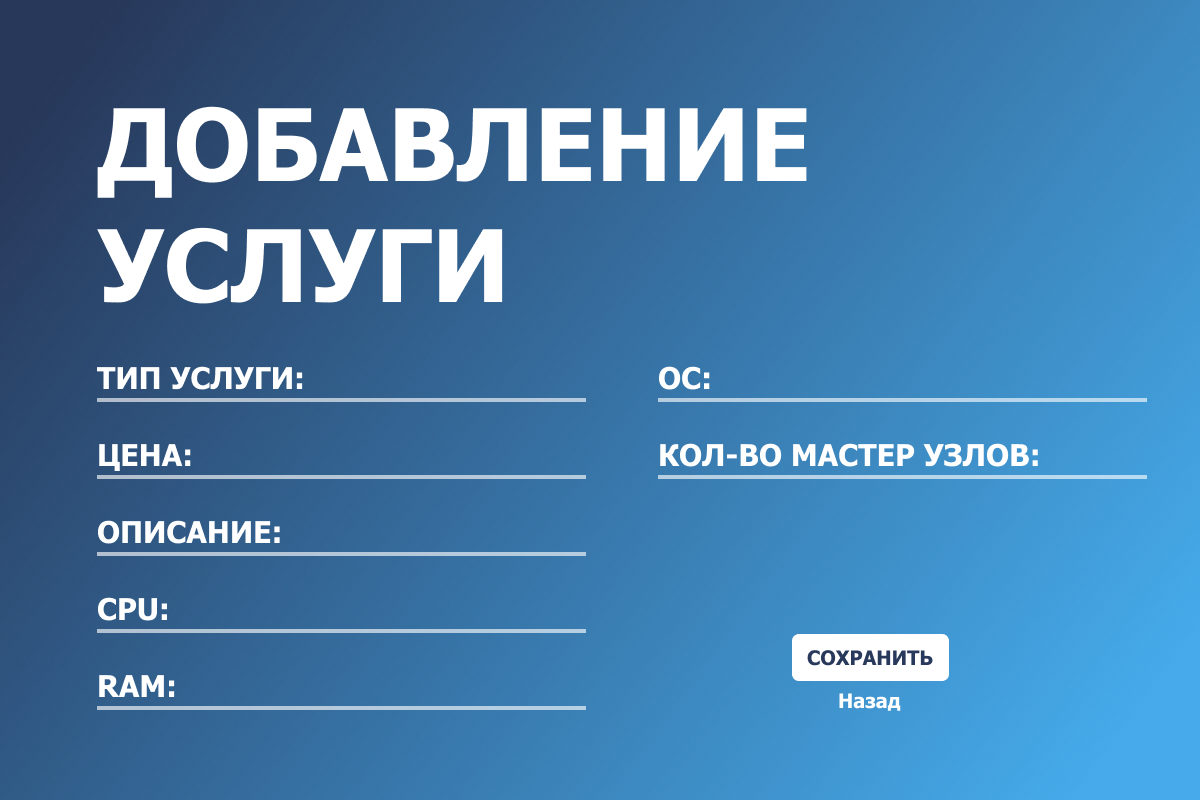 ДОБАВЛЕНИЕ
УСЛУГИ
ТИП УСЛУГИ:
ЦЕНА:
ОПИСАНИЕ:
CPU:
RAM:
ОС:
КОЛ-ВО МАСТЕР УЗЛОВ:
СОХРАНИТЬ
Назад